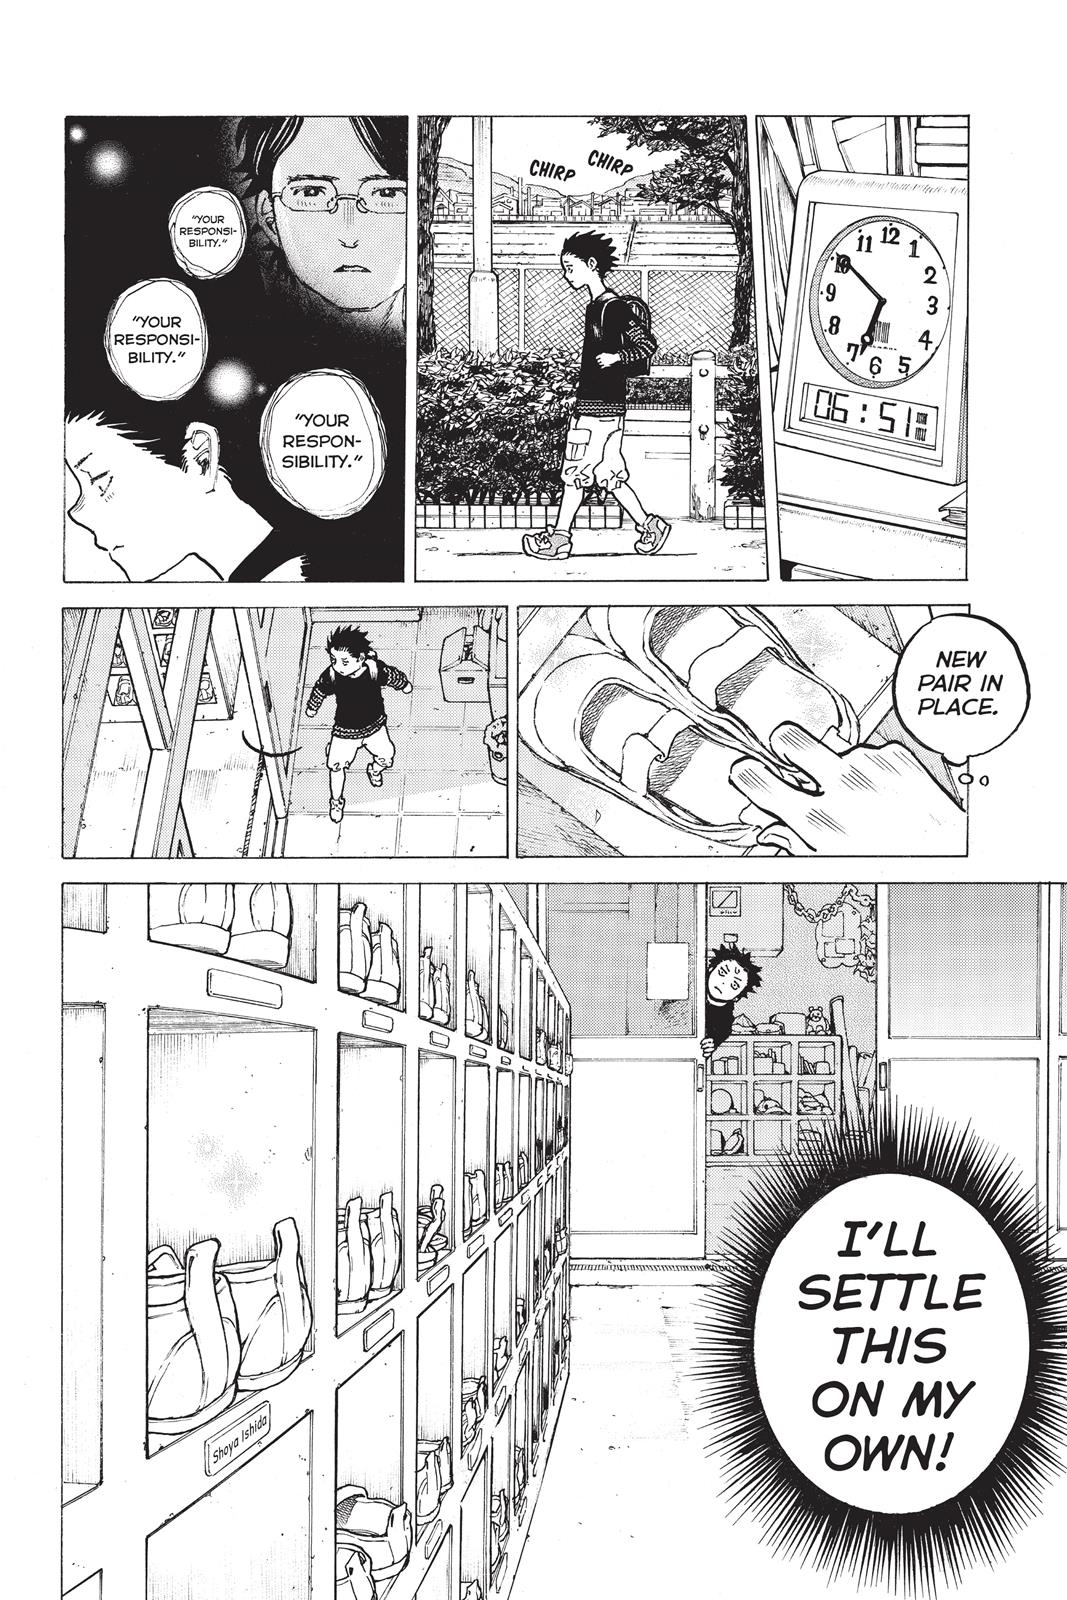 "YOUR
RESPONSI-
BILITY."
"YOUR
RESPONSI-
BILITY."
"YOUR
RESPON-
SIBILITY."
CHIRP
CHIRP
11 12 1
10 2
9 3
8 4
7 6 5
06:51
NEW
PAIR IN
PLACE.
I'LL
SETTLE
THIS
ON MY
OWN!
Shoya Ishida